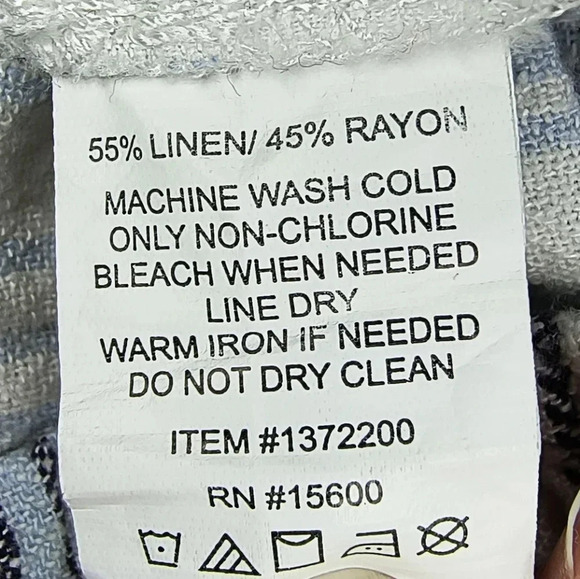 55% LINEN/ 45% RAYON
MACHINE WASH COLD
ONLY NON-CHLORINE
BLEACH WHEN NEEDED
LINE DRY
WARM IRON IF NEEDED
DO NOT DRY CLEAN
ITEM #1372200
RN #15600